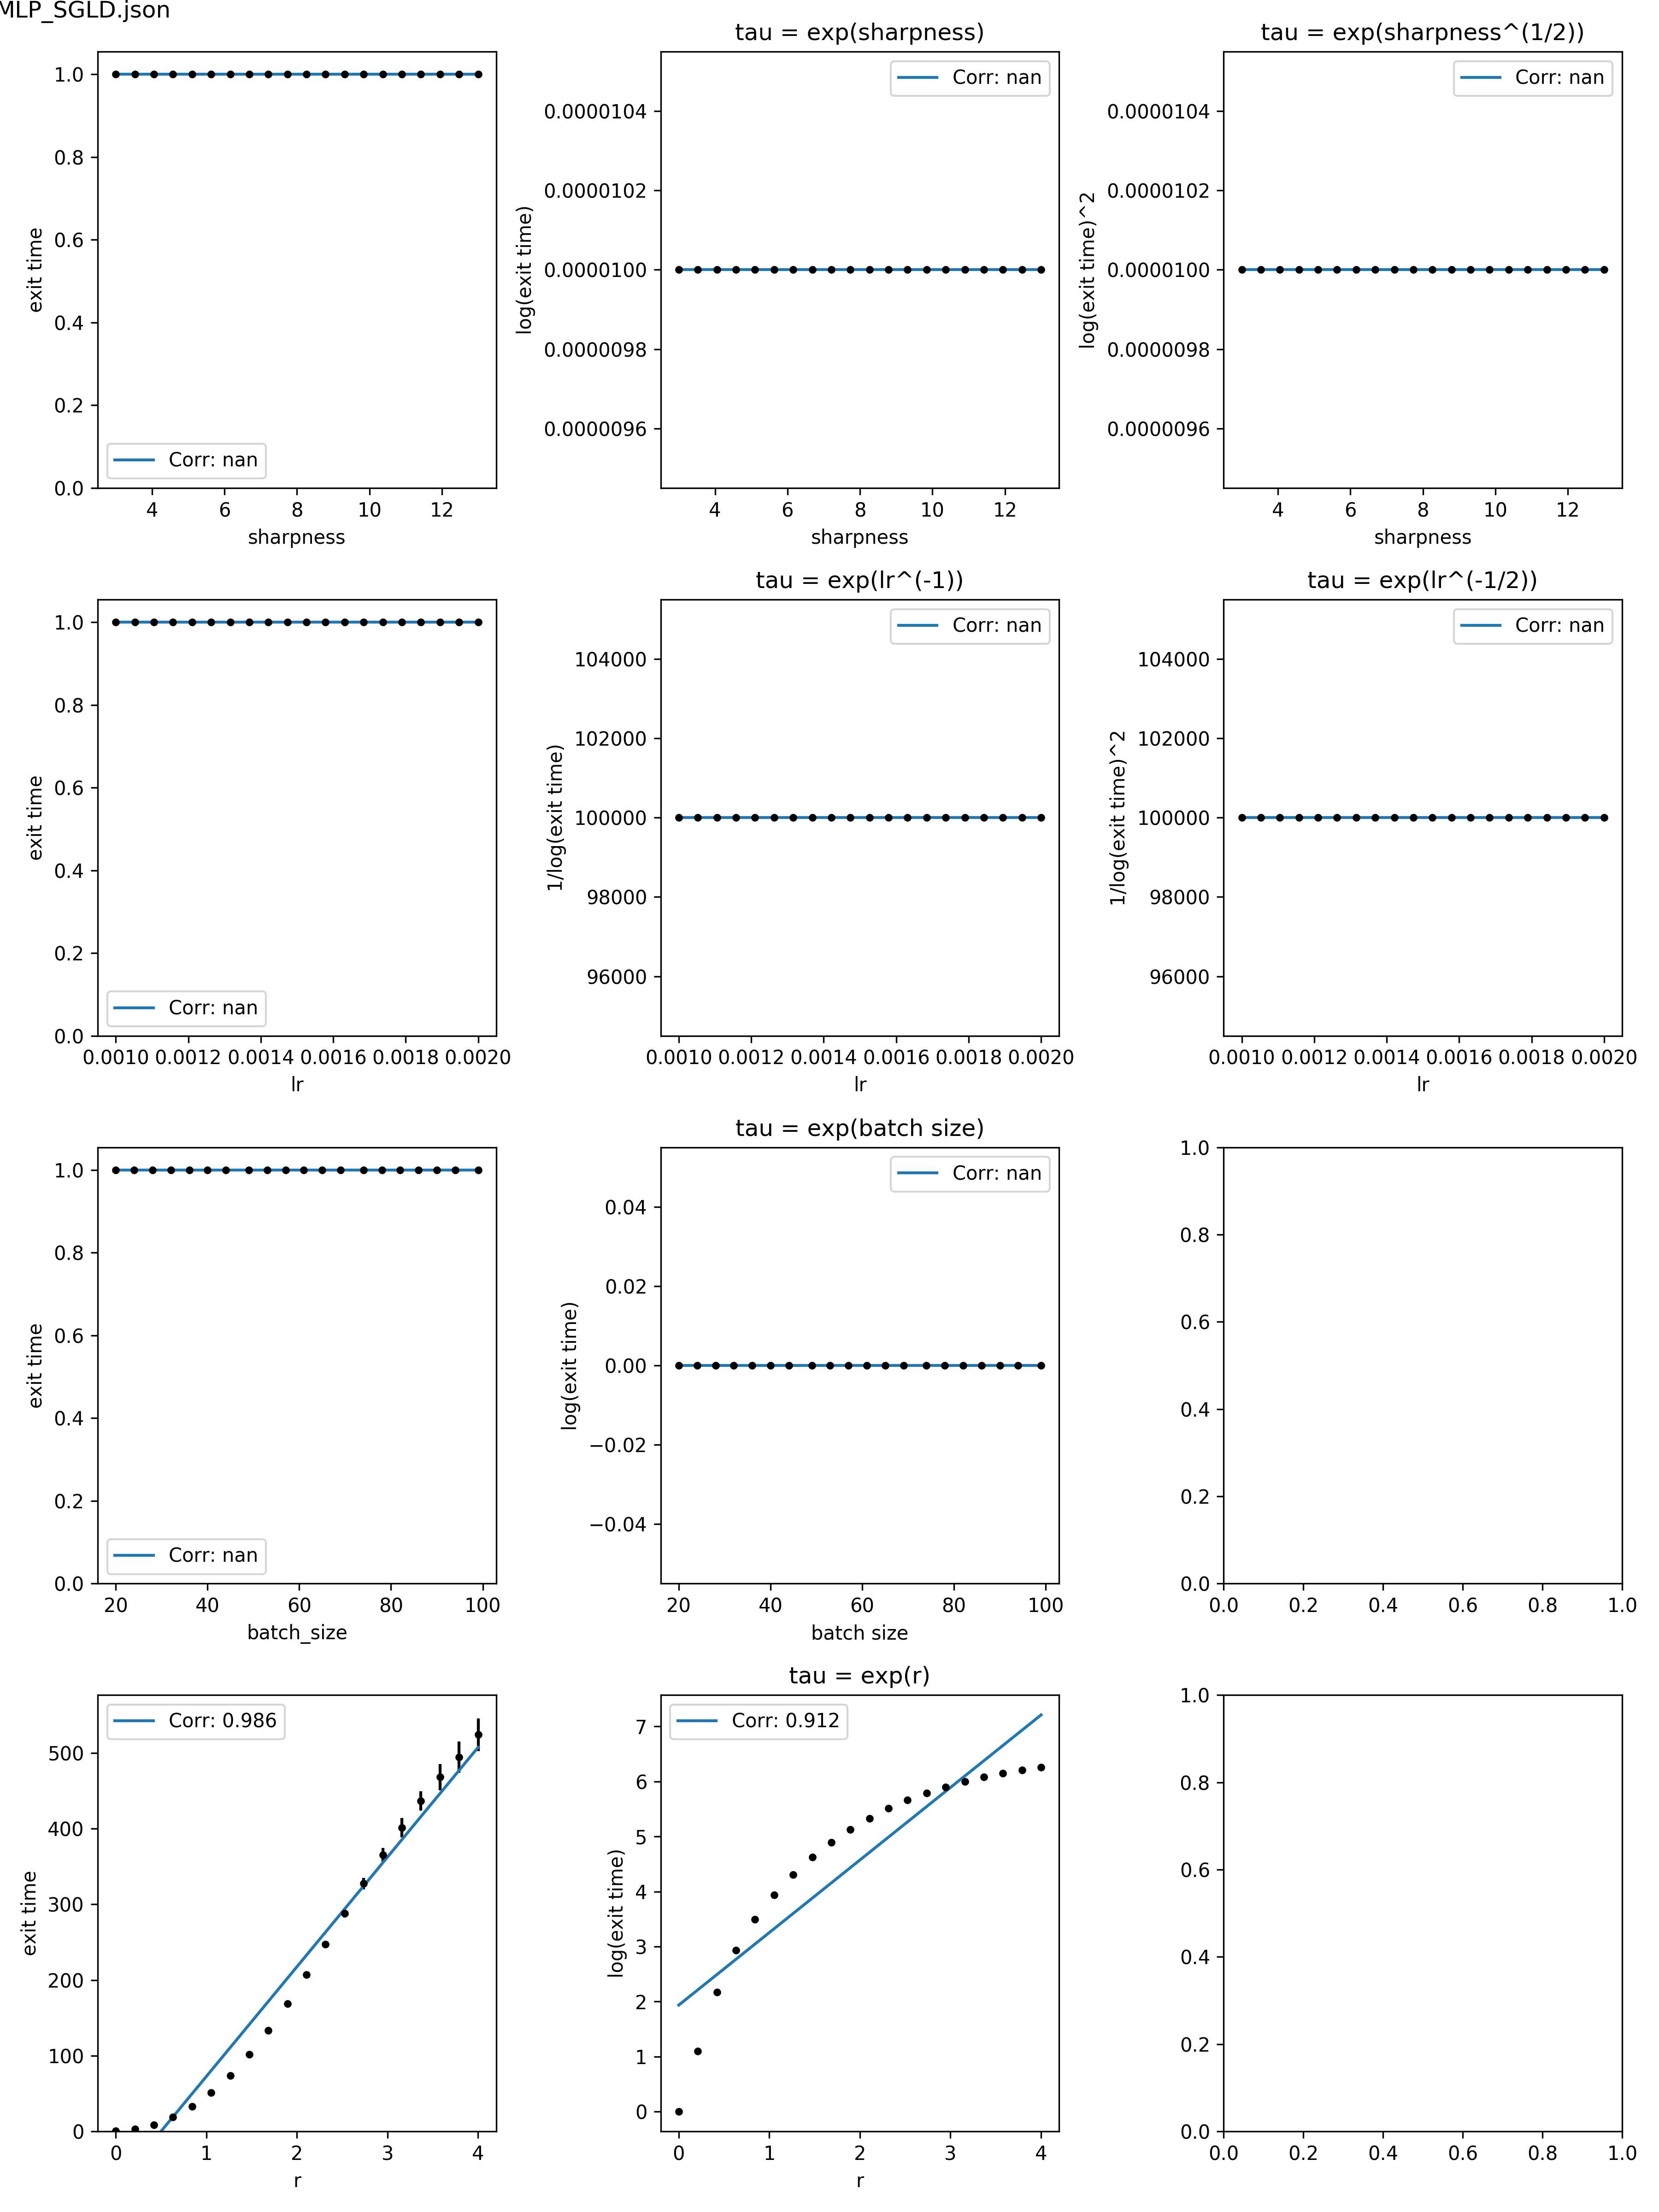 MLP_SGLD.json
tau = exp(sharpness)
tau = exp(sharpness^(1/2))
1.0
0.8
0.6
0.4
0.2
0.0
exit time
Corr: nan
4 6 8 10 12
sharpness
0.0000104
0.0000102
0.0000100
0.0000098
0.0000096
log(exit time)
Corr: nan
4 6 8 10 12
sharpness
0.0000104
0.0000102
0.0000100
0.0000098
0.0000096
log(exit time)^2
Corr: nan
4 6 8 10 12
sharpness
tau = exp(lr^(-1))
tau = exp(lr^(-1/2))
1.0
0.8
0.6
0.4
0.2
0.0
exit time
Corr: nan
0.0010 0.0012 0.0014 0.0016 0.0018 0.0020
lr
104000
102000
100000
98000
96000
1/log(exit time)
Corr: nan
0.0010 0.0012 0.0014 0.0016 0.0018 0.0020
lr
104000
102000
100000
98000
96000
1/log(exit time)^2
Corr: nan
0.0010 0.0012 0.0014 0.0016 0.0018 0.0020
lr
tau = exp(batch size)
1.0
0.8
0.6
0.4
0.2
0.0
exit time
Corr: nan
20 40 60 80 100
batch_size
0.04
0.02
0.00
−0.02
−0.04
log(exit time)
Corr: nan
20 40 60 80 100
batch size
1.0
0.8
0.6
0.4
0.2
0.0
0.0 0.2 0.4 0.6 0.8 1.0
tau = exp(r)
500
400
300
200
100
0
exit time
Corr: 0.986
0 1 2 3 4
r
7
6
5
4
3
2
1
0
log(exit time)
Corr: 0.912
0 1 2 3 4
r
1.0
0.8
0.6
0.4
0.2
0.0
0.0 0.2 0.4 0.6 0.8 1.0